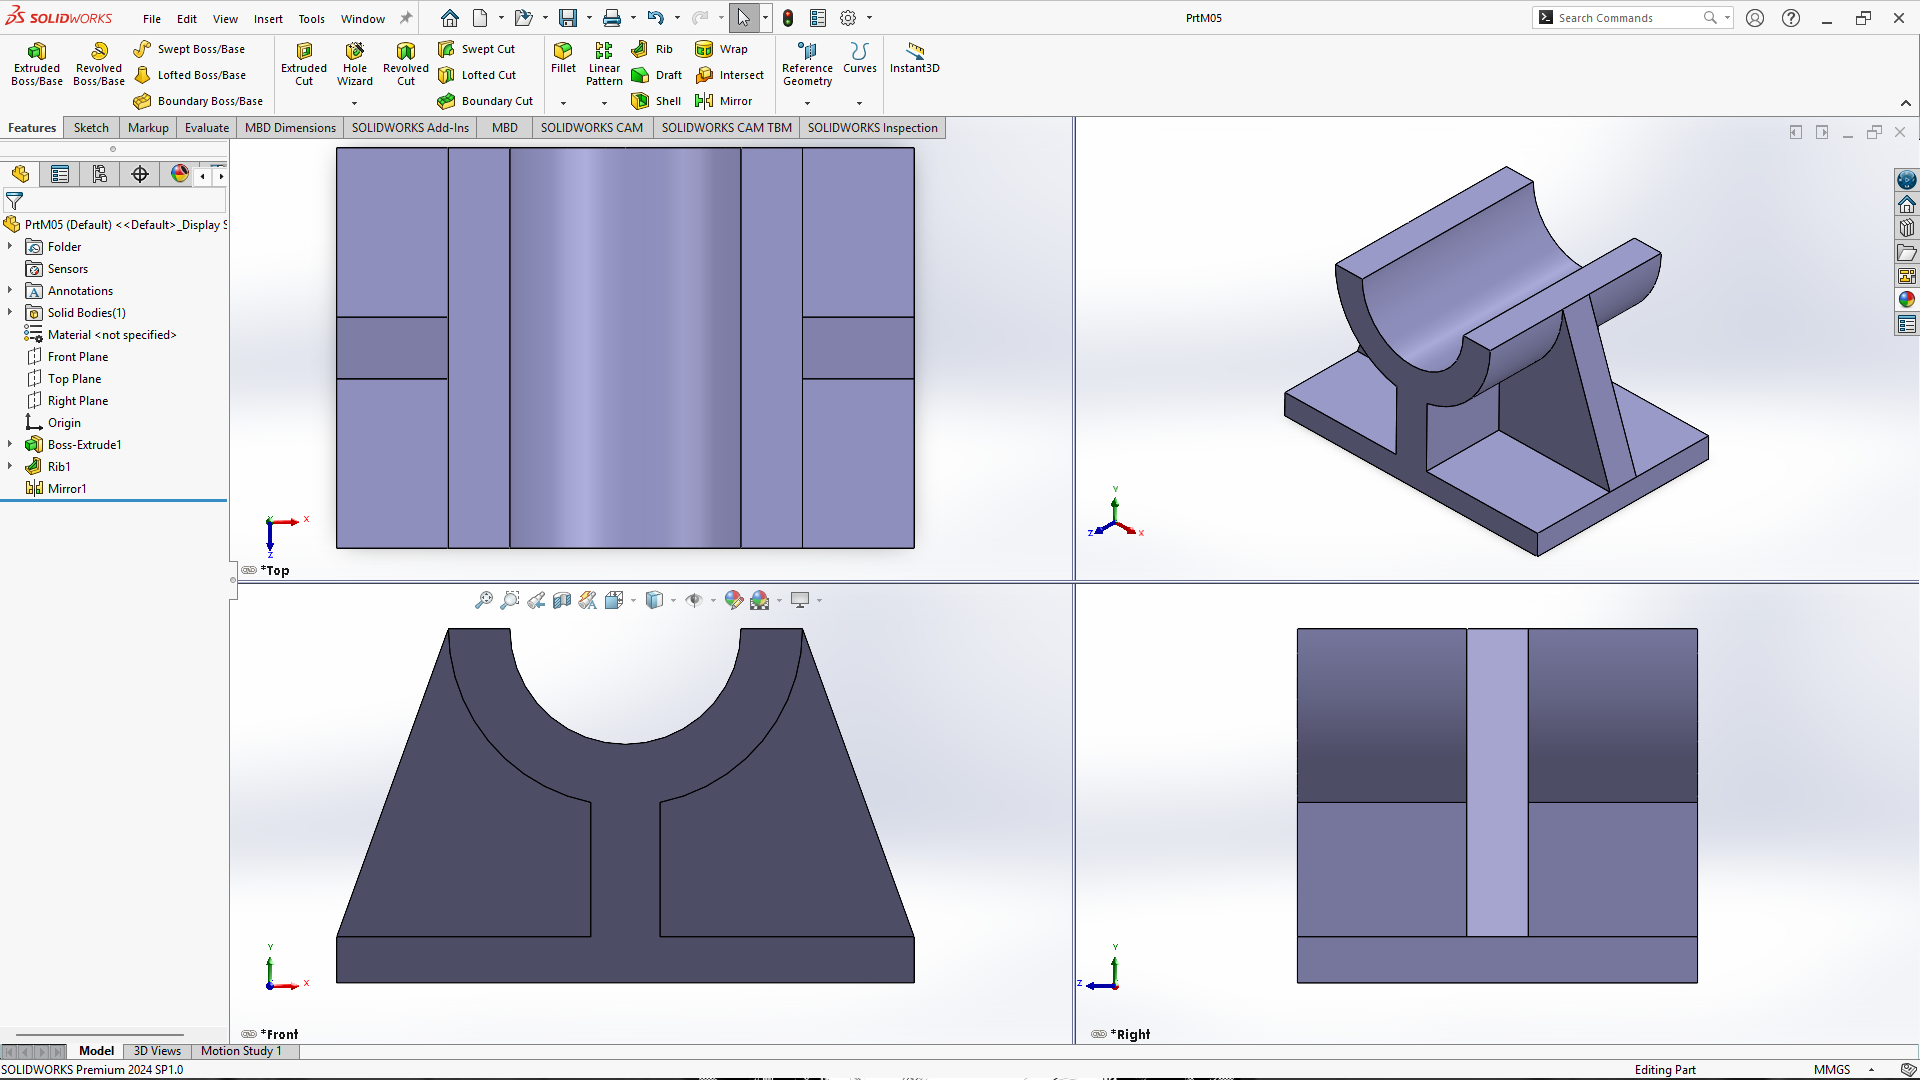 SOLIDWORKS File Edit View Insert Tools Window PrtM05 Search Commands
Extruded Boss/Base
Revolved Boss/Base
Swept Boss/Base
Lofted Boss/Base
Boundary Boss/Base
Extruded Cut
Hole Wizard
Revolved Cut
Swept Cut
Lofted Cut
Boundary Cut
Fillet
Linear Pattern
Rib
Draft
Shell
Wrap
Intersect
Mirror
Reference Geometry
Curves
Instant3D
Features Sketch Markup Evaluate MBD Dimensions SOLIDWORKS Add-Ins MBD SOLIDWORKS CAM SOLIDWORKS CAM TBM SOLIDWORKS Inspection
PrtM05 (Default) <<Default>_Display S
Folder
Sensors
Annotations
Solid Bodies(1)
Material <not specified>
Front Plane
Top Plane
Right Plane
Origin
Boss-Extrude1
Rib1
Mirror1
Y X Z
*Top
Y Z X
Y X
*Front
Y Z
*Right
Model 3D Views Motion Study 1
SOLIDWORKS Premium 2024 SP1.0 Editing Part MMGS